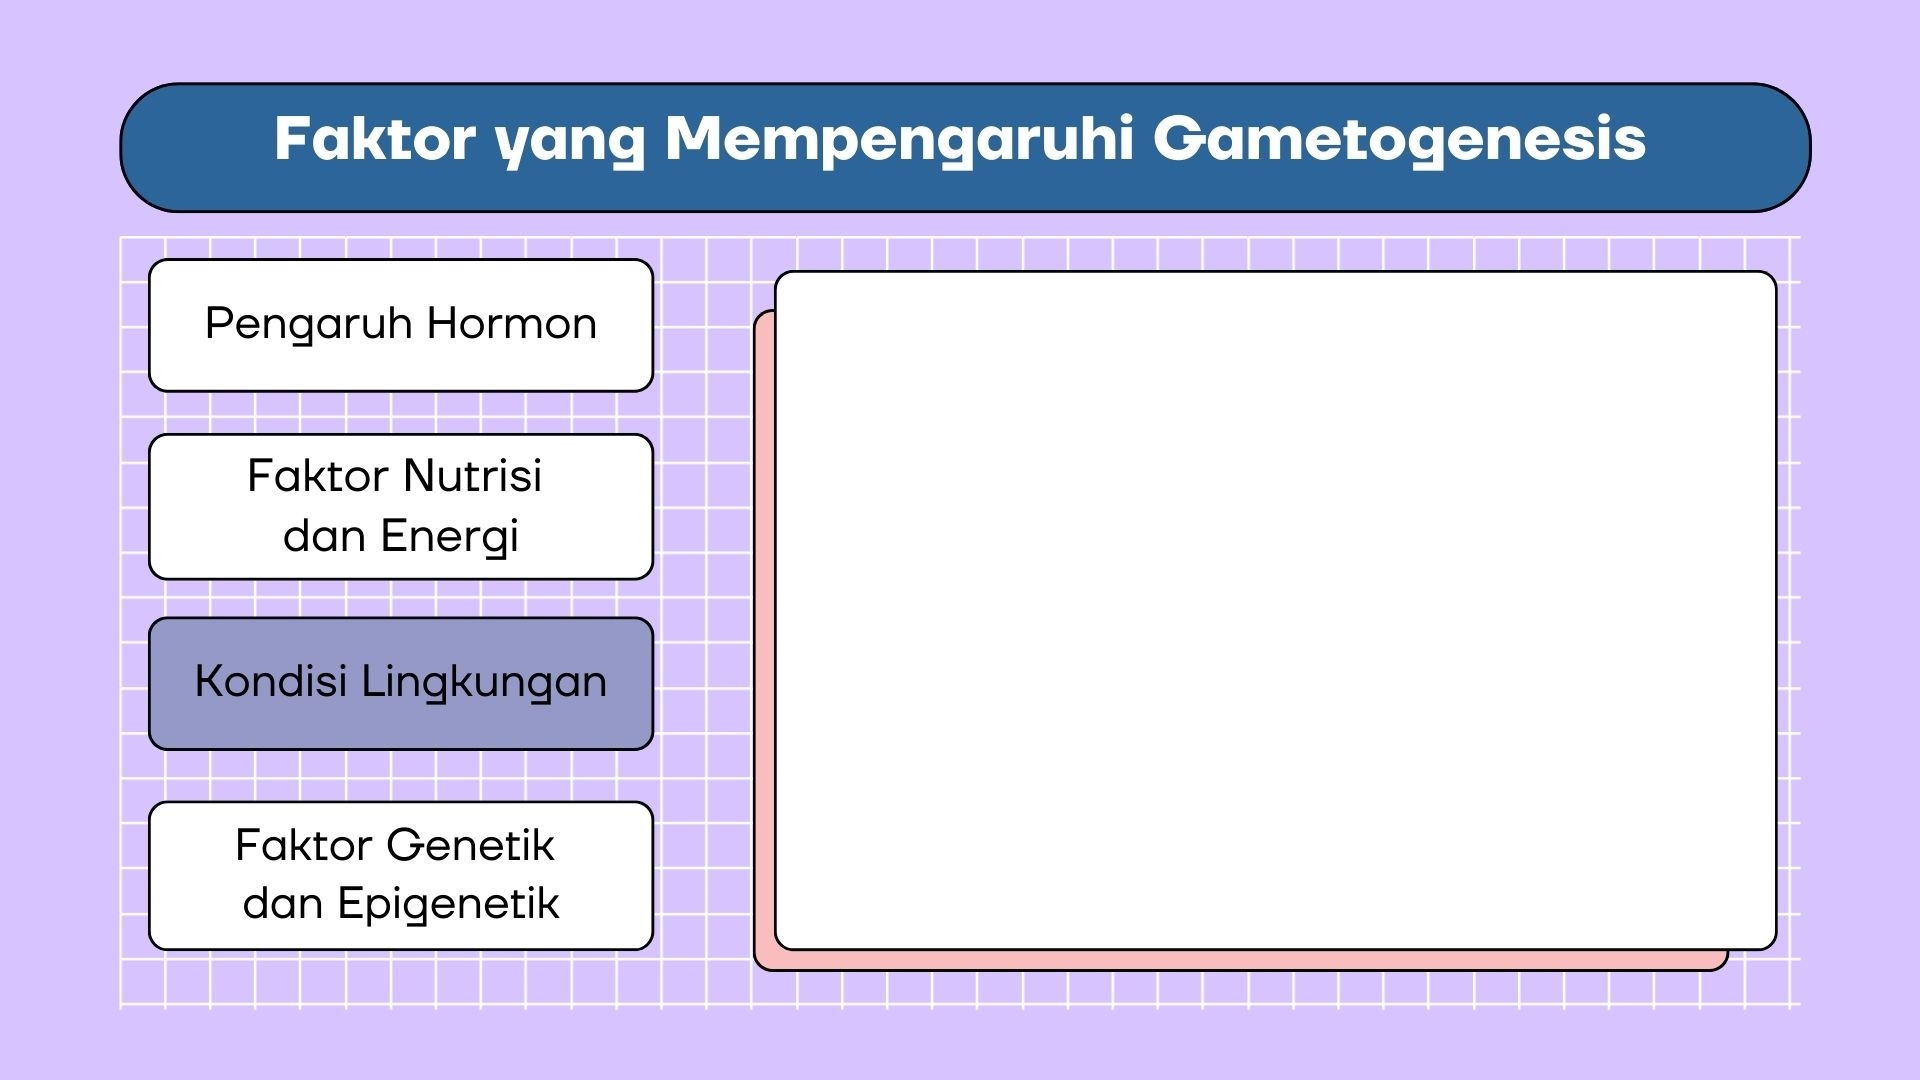 Faktor yang Mempengaruhi Gametogenesis
Pengaruh Hormon
Faktor Nutrisi
dan Energi
Kondisi Lingkungan
Faktor Genetik
dan Epigenetik